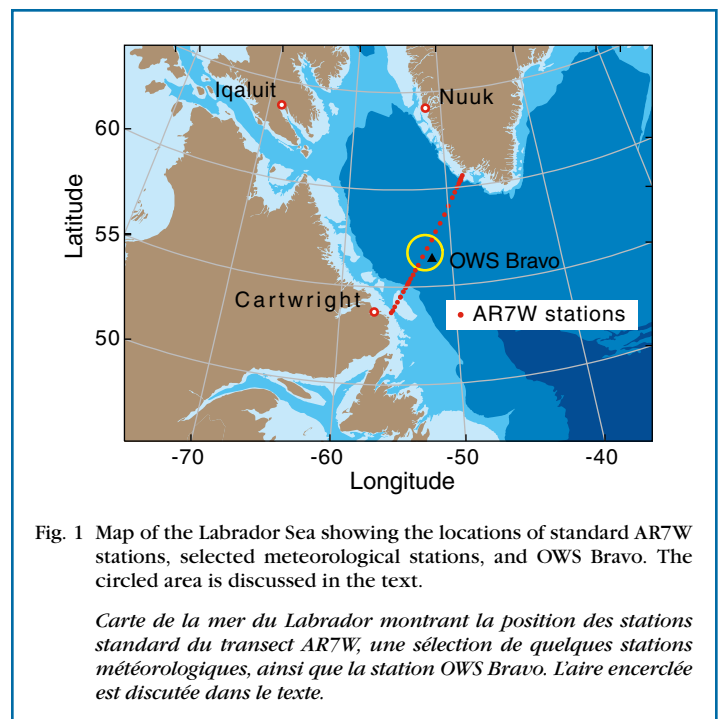 Iqaluit
Nuuk
60
Latitude
55
OWS Bravo
Cartwright
AR7W stations
50
-70
-60
-50
-40
Longitude
Fig. 1 Map of the Labrador Sea showing the locations of standard AR7W
stations, selected meteorological stations, and OWS Bravo. The
circled area is discussed in the text.
Carte de la mer du Labrador montrant la position des stations
standard du transect AR7W, une sélection de quelques stations
météorologiques, ainsi que la station OWS Bravo. L'aire encerclée
est discutée dans le texte.